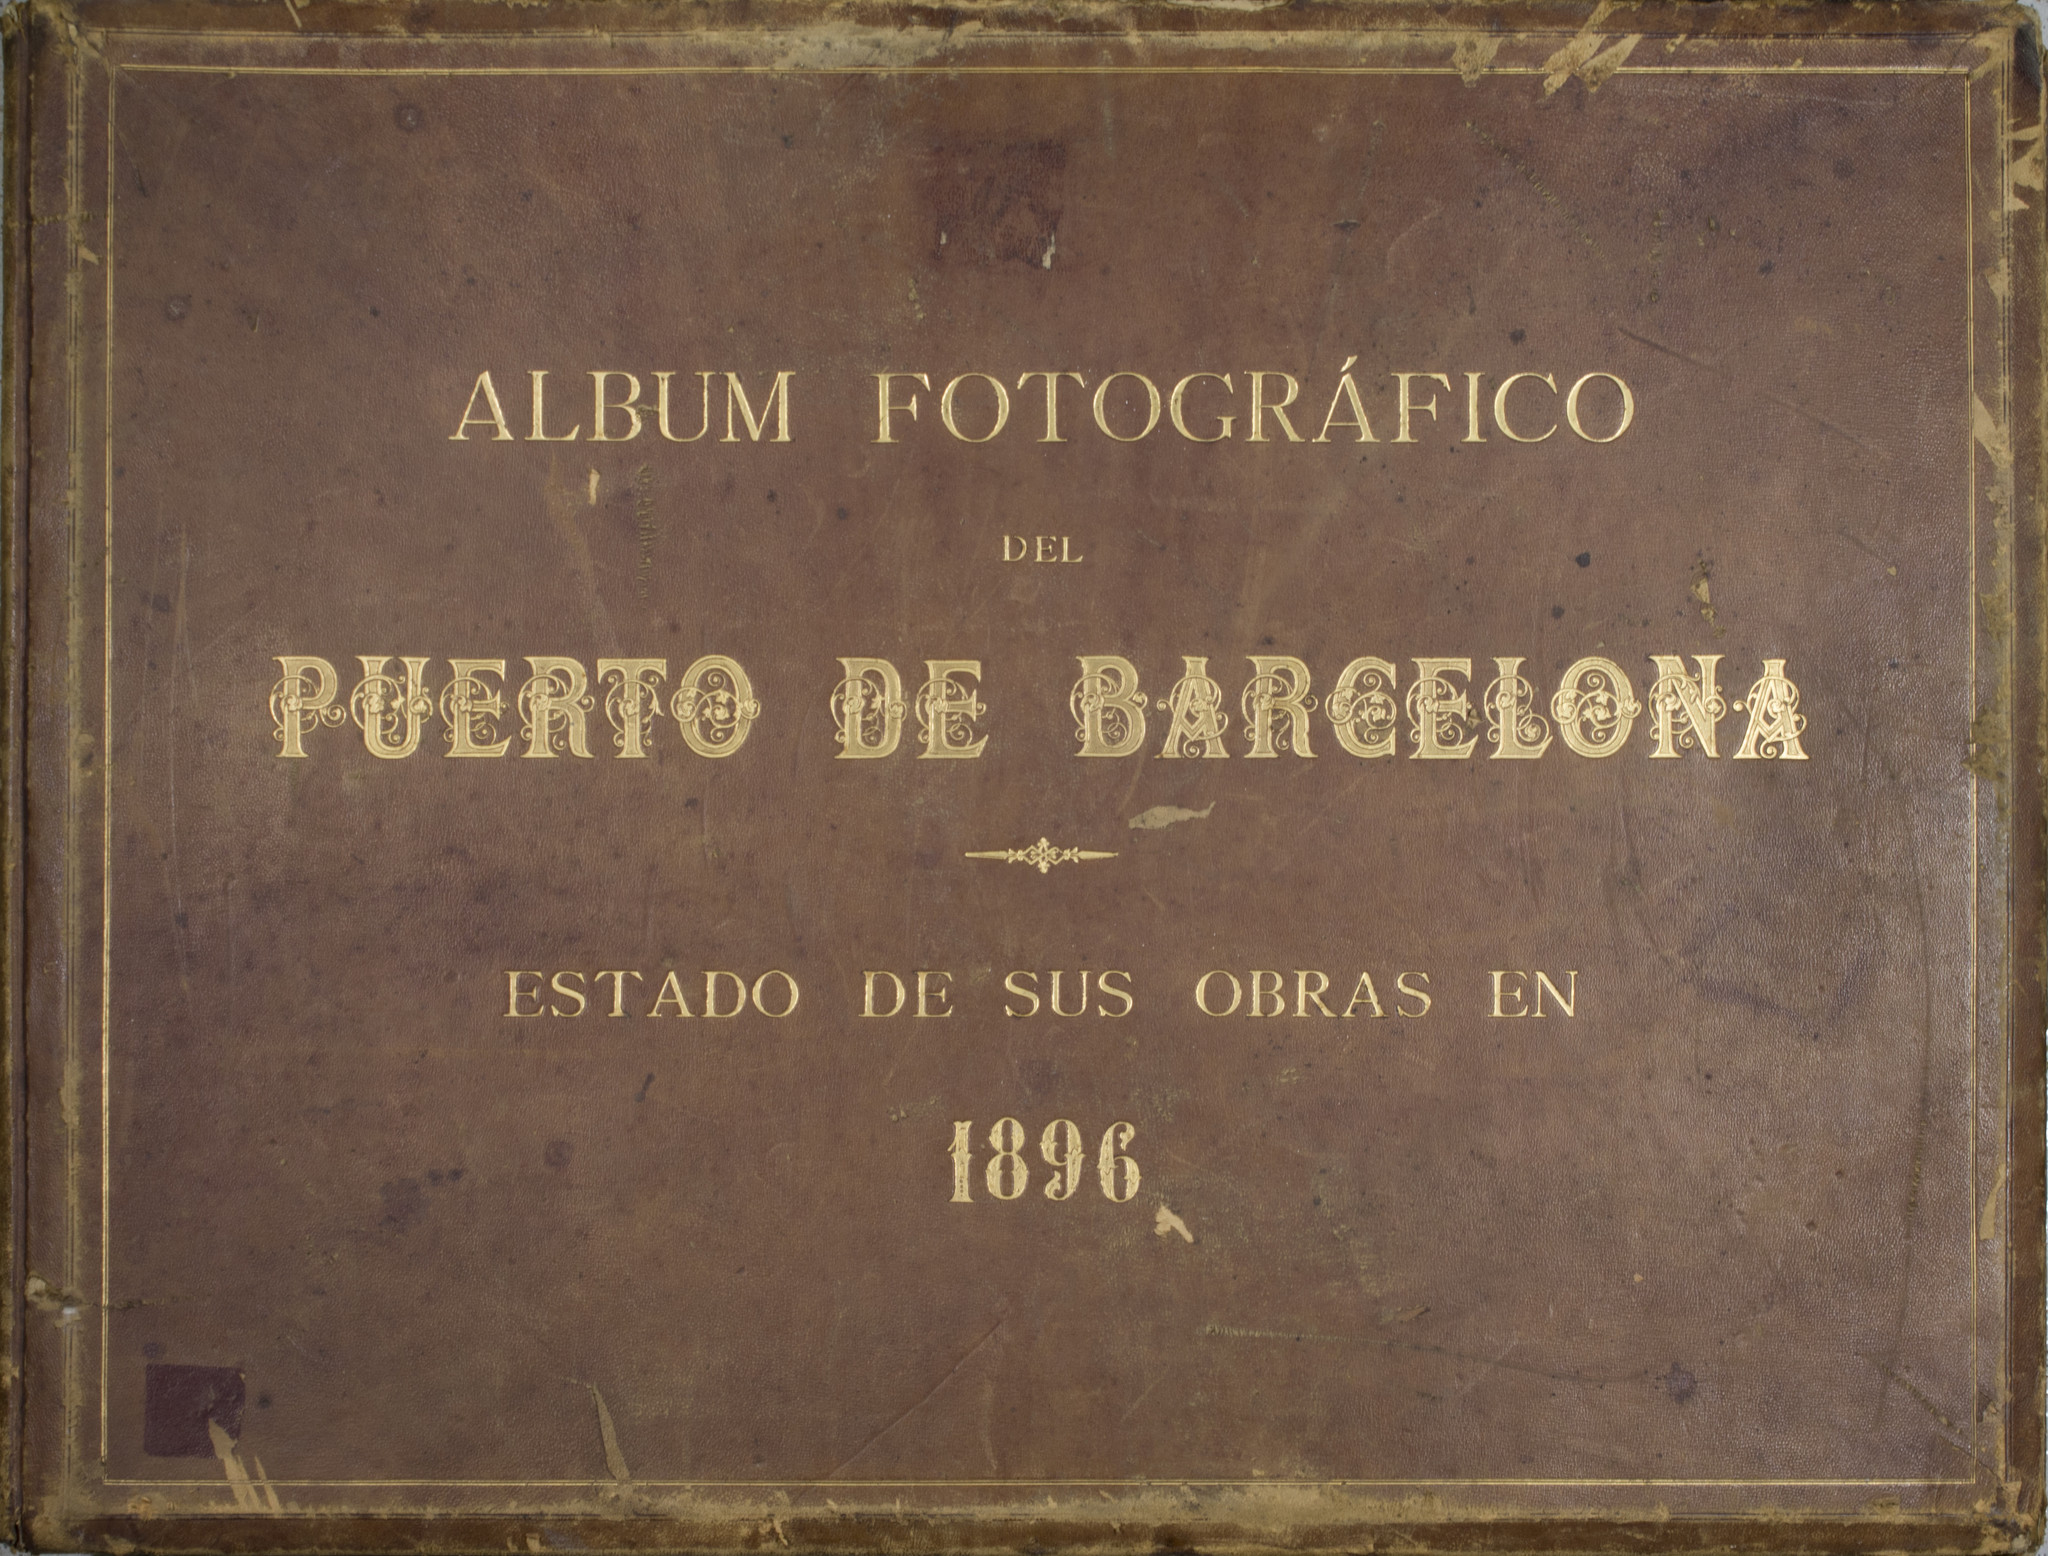 ALBUM FOTOGRÁFICO
DEL
PUERTO DE BARCELONA
ESTADO DE SUS OBRAS EN
1896